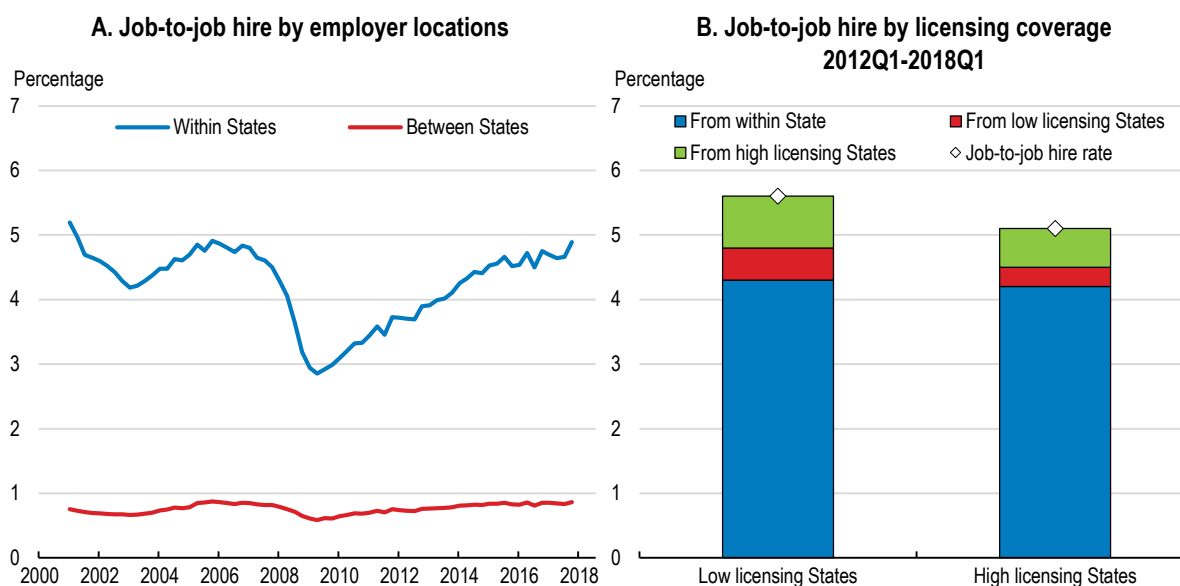 A. Job-to-job hire by employer locations
Percentage
7
6
5
4
3
2
1
0
Within States
Between States
2000 2002 2004 2006 2008 2010 2012 2014 2016 2018
B. Job-to-job hire by licensing coverage
2012Q1-2018Q1
Percentage
7
6
5
4
3
2
1
0
From within State
From low licensing States
From high licensing States
Job-to-job hire rate
Low licensing States
High licensing States